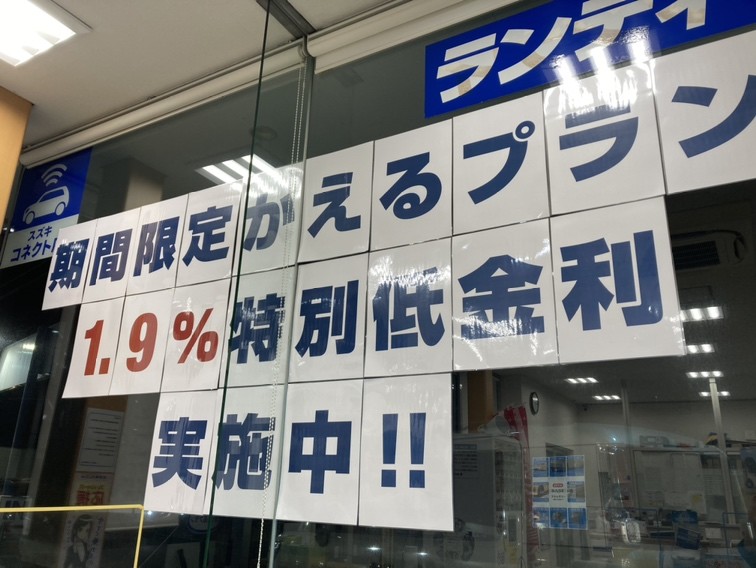 ランディ
スズキ
コネクト
期間限定かえるプラン
1.9%特別低金利
実施中!!